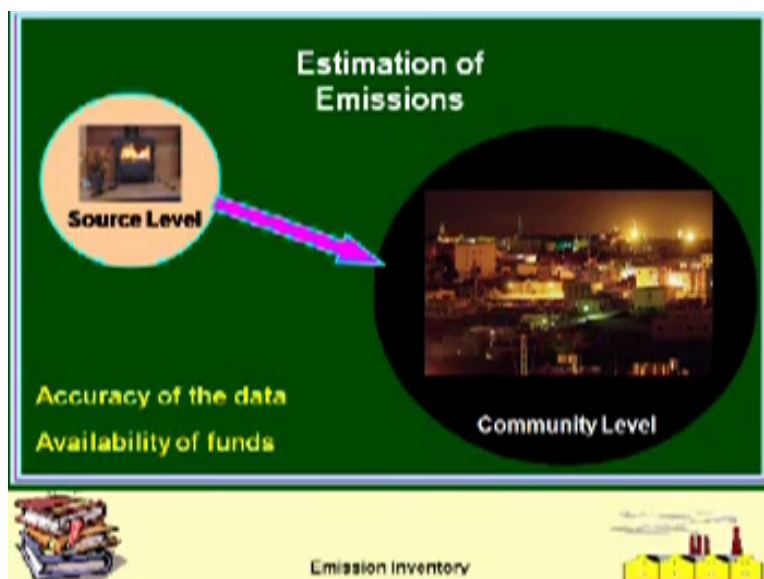 Estimation of
Emissions
Source Level
Accuracy of the data
Availability of funds
Community Level
Emission Inventory